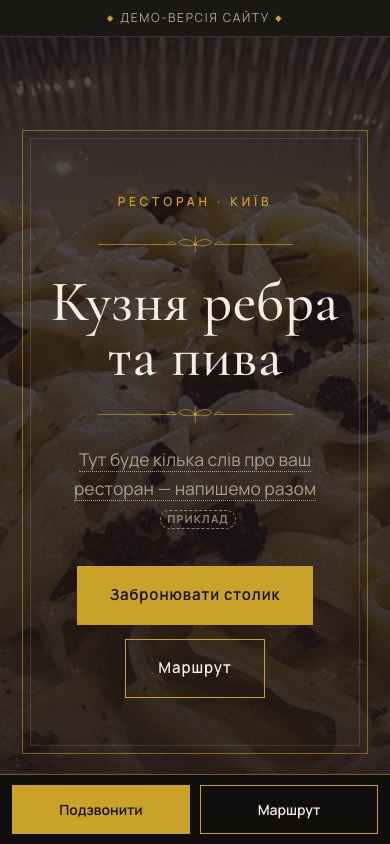 ◆ ДЕМО-ВЕРСІЯ САЙТУ ◆
РЕСТОРАН · КИЇВ
Кузня ребра
та пива
Тут буде кілька слів про ваш
ресторан — напишемо разом
ПРИКЛАД
Забронювати столик
Маршрут
Подзвонити
Маршрут